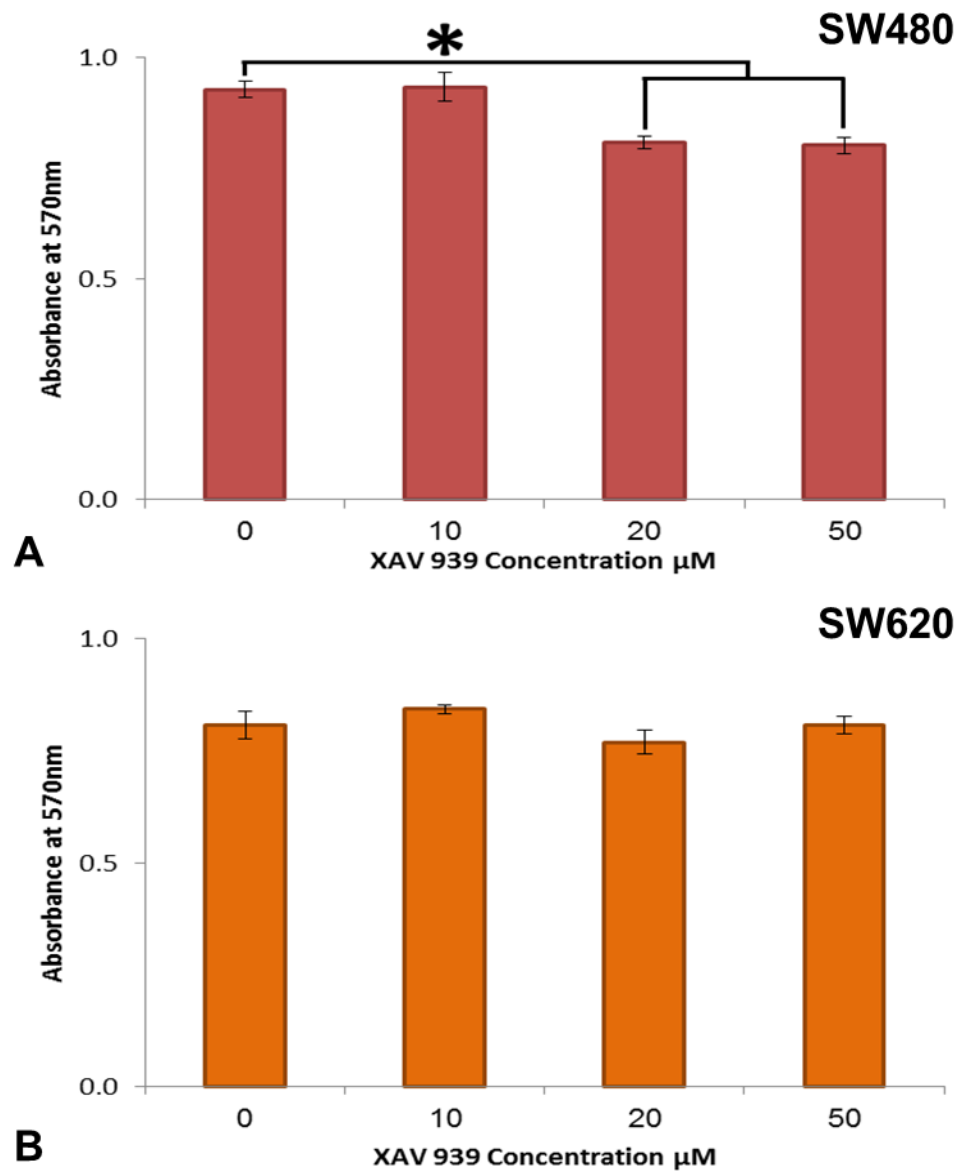 SW480
*
1.0
0.5
0.0
Absorbance at 570nm
0 10 20 50
XAV 939 Concentration µM
A
SW620
1.0
0.5
0.0
Absorbance at 570nm
0 10 20 50
XAV 939 Concentration µM
B